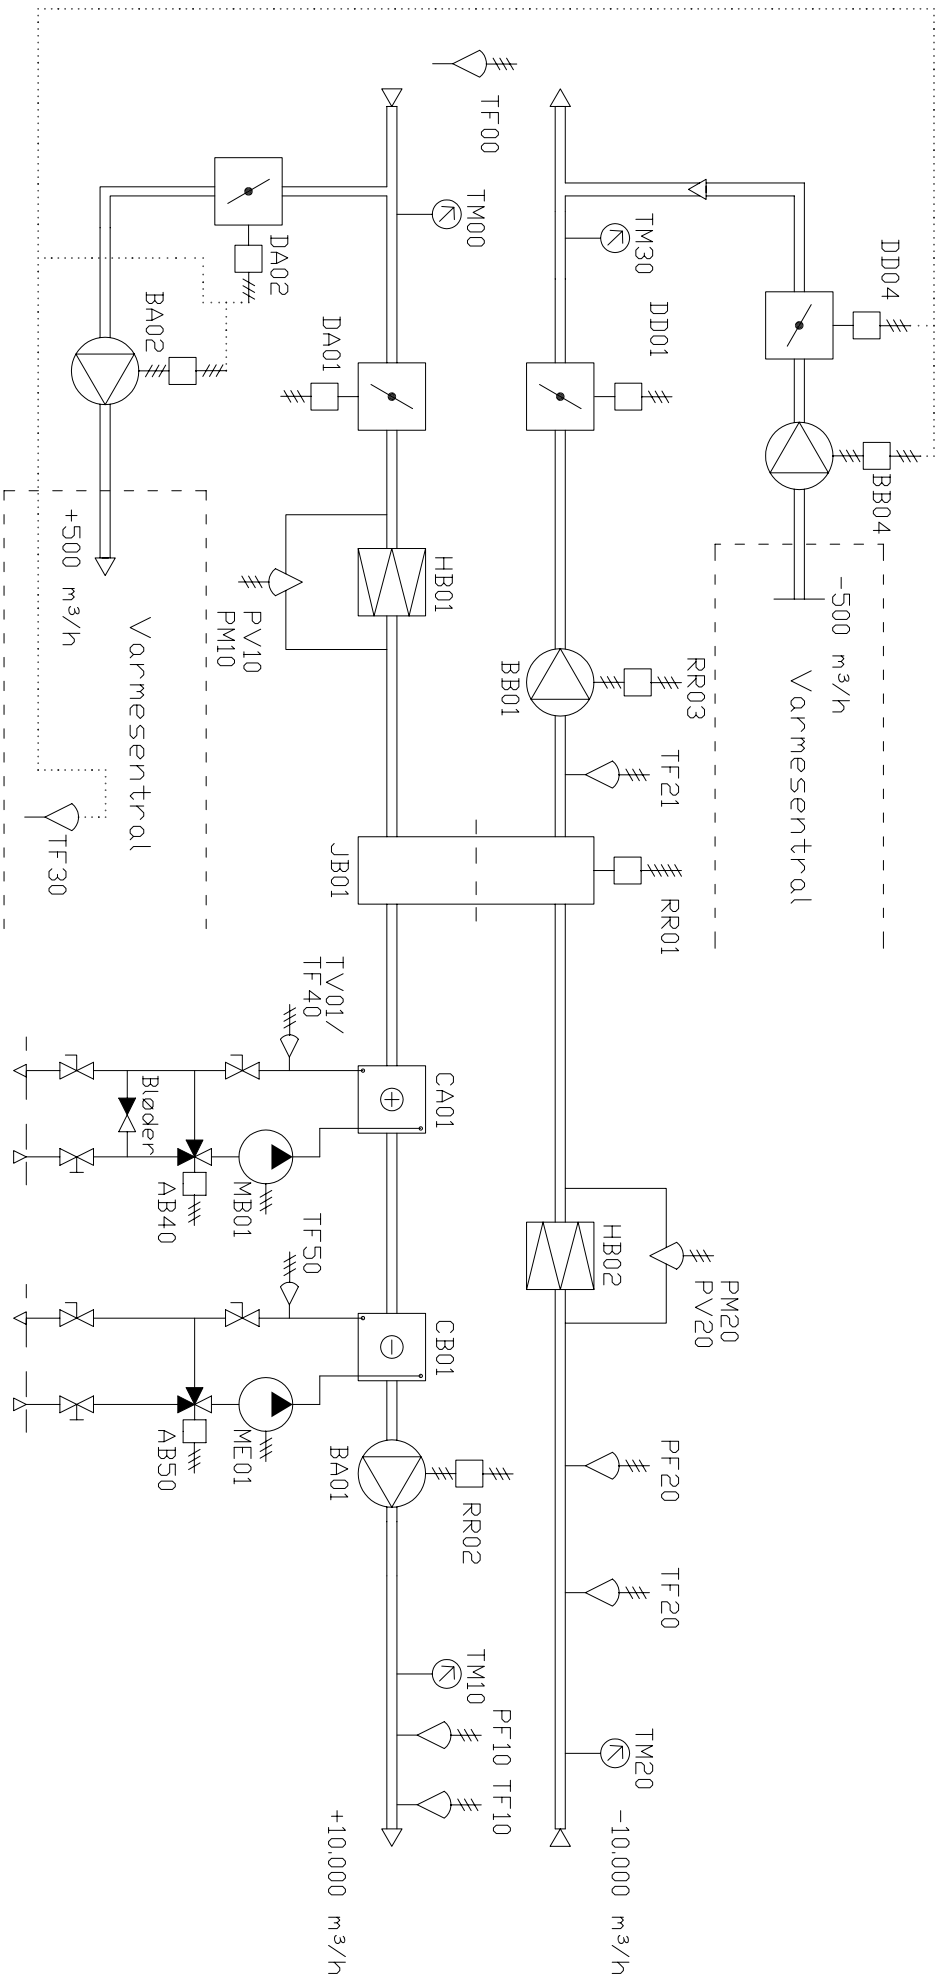 DD04
BB04
-500 m³/h
Varmesentral
TM30
DD01
RR03
BB01
TF21
RR01
HB02
PM20
PV20
PF20
TF20
TM20
-10.000 m³/h
TF00
TM00
DA01
HB01
PV10
PM10
JB01
CA01
CB01
BA01
RR02
TM10
PF10
TF10
+10.000 m³/h
DA02
BA02
+500 m³/h
Varmesentral
TF30
TV01/
TF40
Bløder
AB40
MB01
TF50
AB50
ME01